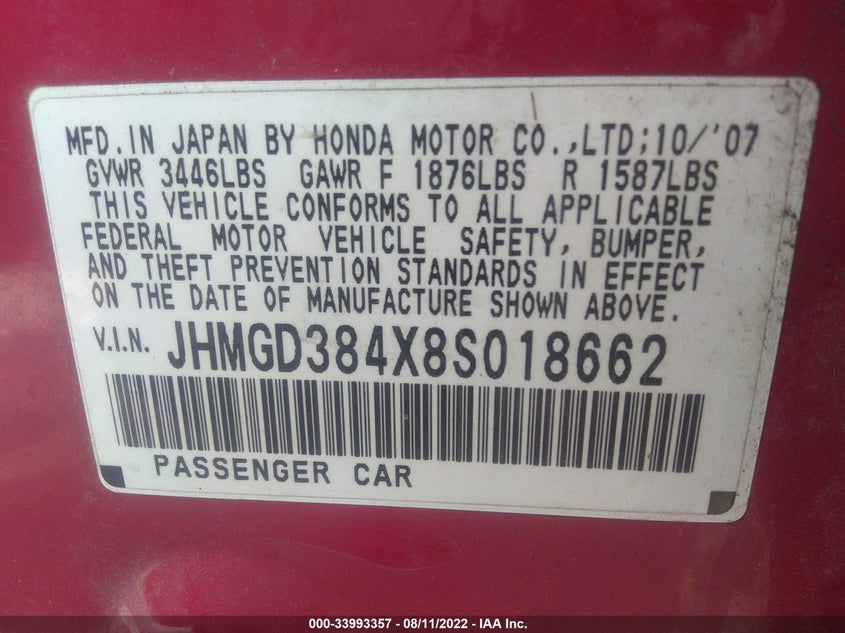 MFD.IN JAPAN BY HONDA MOTOR CO.,LTD;10/'07
GVWR 3446LBS GAWR F 1876LBS R 1587LBS
THIS VEHICLE CONFORMS TO ALL APPLICABLE
FEDERAL MOTOR VEHICLE SAFETY, BUMPER,
AND THEFT PREVENTION STANDARDS IN EFFECT
ON THE DATE OF MANUFACTURE SHOWN ABOVE.
V.I.N. JHMGD384X8S018662
PASSENGER CAR
000-33993357 - 08/11/2022 - IAA Inc.